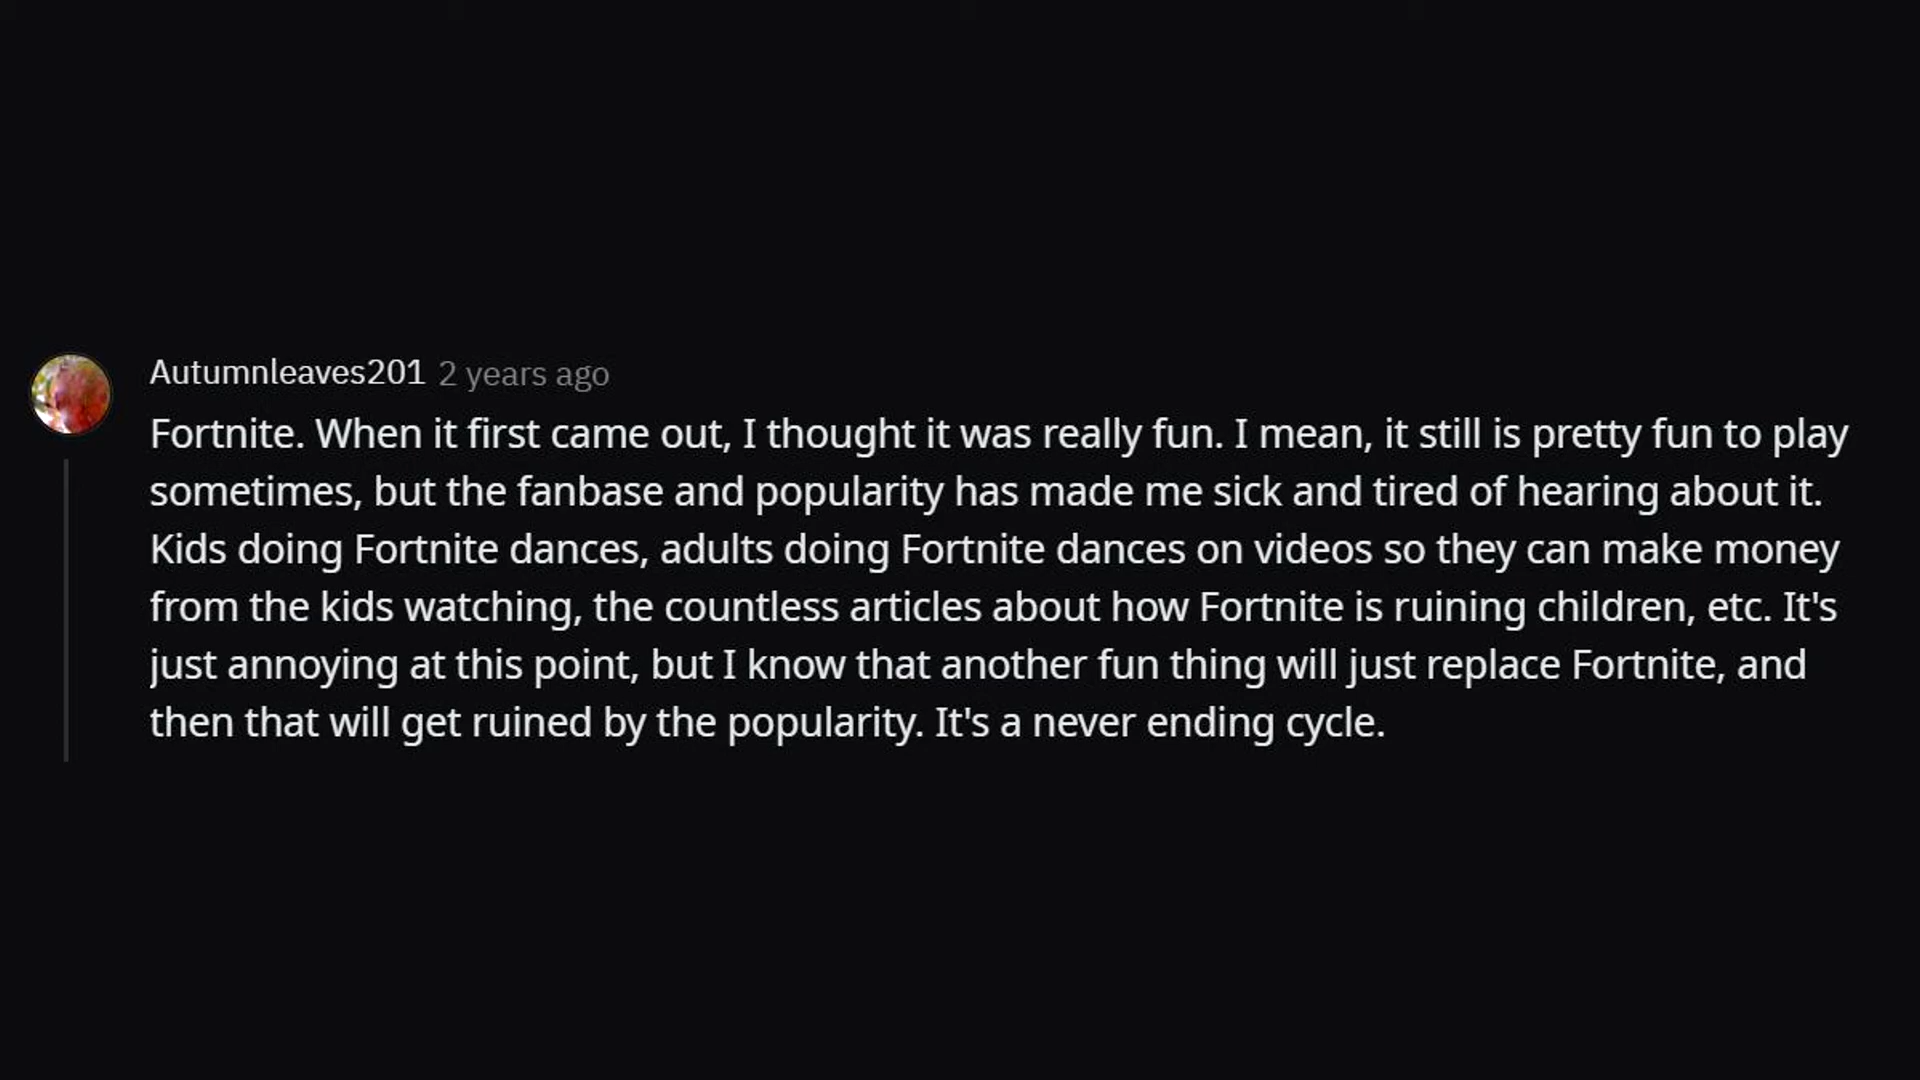 Autumnleaves201 2 years ago
Fortnite. When it first came out, I thought it was really fun. I mean, it still is pretty fun to play
sometimes, but the fanbase and popularity has made me sick and tired of hearing about it.
Kids doing Fortnite dances, adults doing Fortnite dances on videos so they can make money
from the kids watching, the countless articles about how Fortnite is ruining children, etc. It's
just annoying at this point, but I know that another fun thing will just replace Fortnite, and
then that will get ruined by the popularity. It's a never ending cycle.